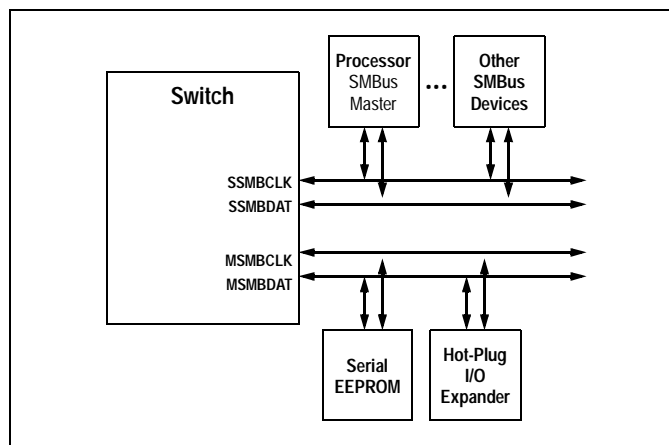 Processor
SMBus
Master
...
Other
SMBus
Devices
Switch
SSMBCLK
SSMBDAT
MSMBCLK
MSMBDAT
Serial
EEPROM
Hot-Plug
I/O
Expander